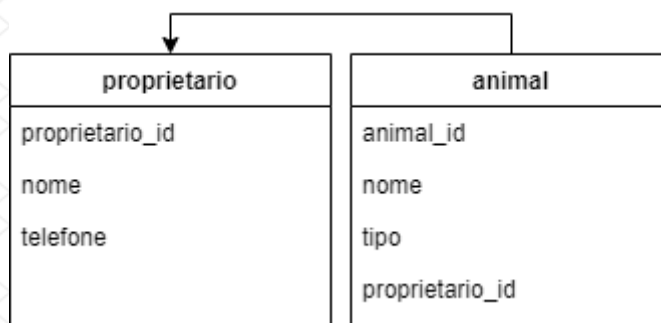 proprietario
proprietario_id
nome
telefone
animal
animal_id
nome
tipo
proprietario_id